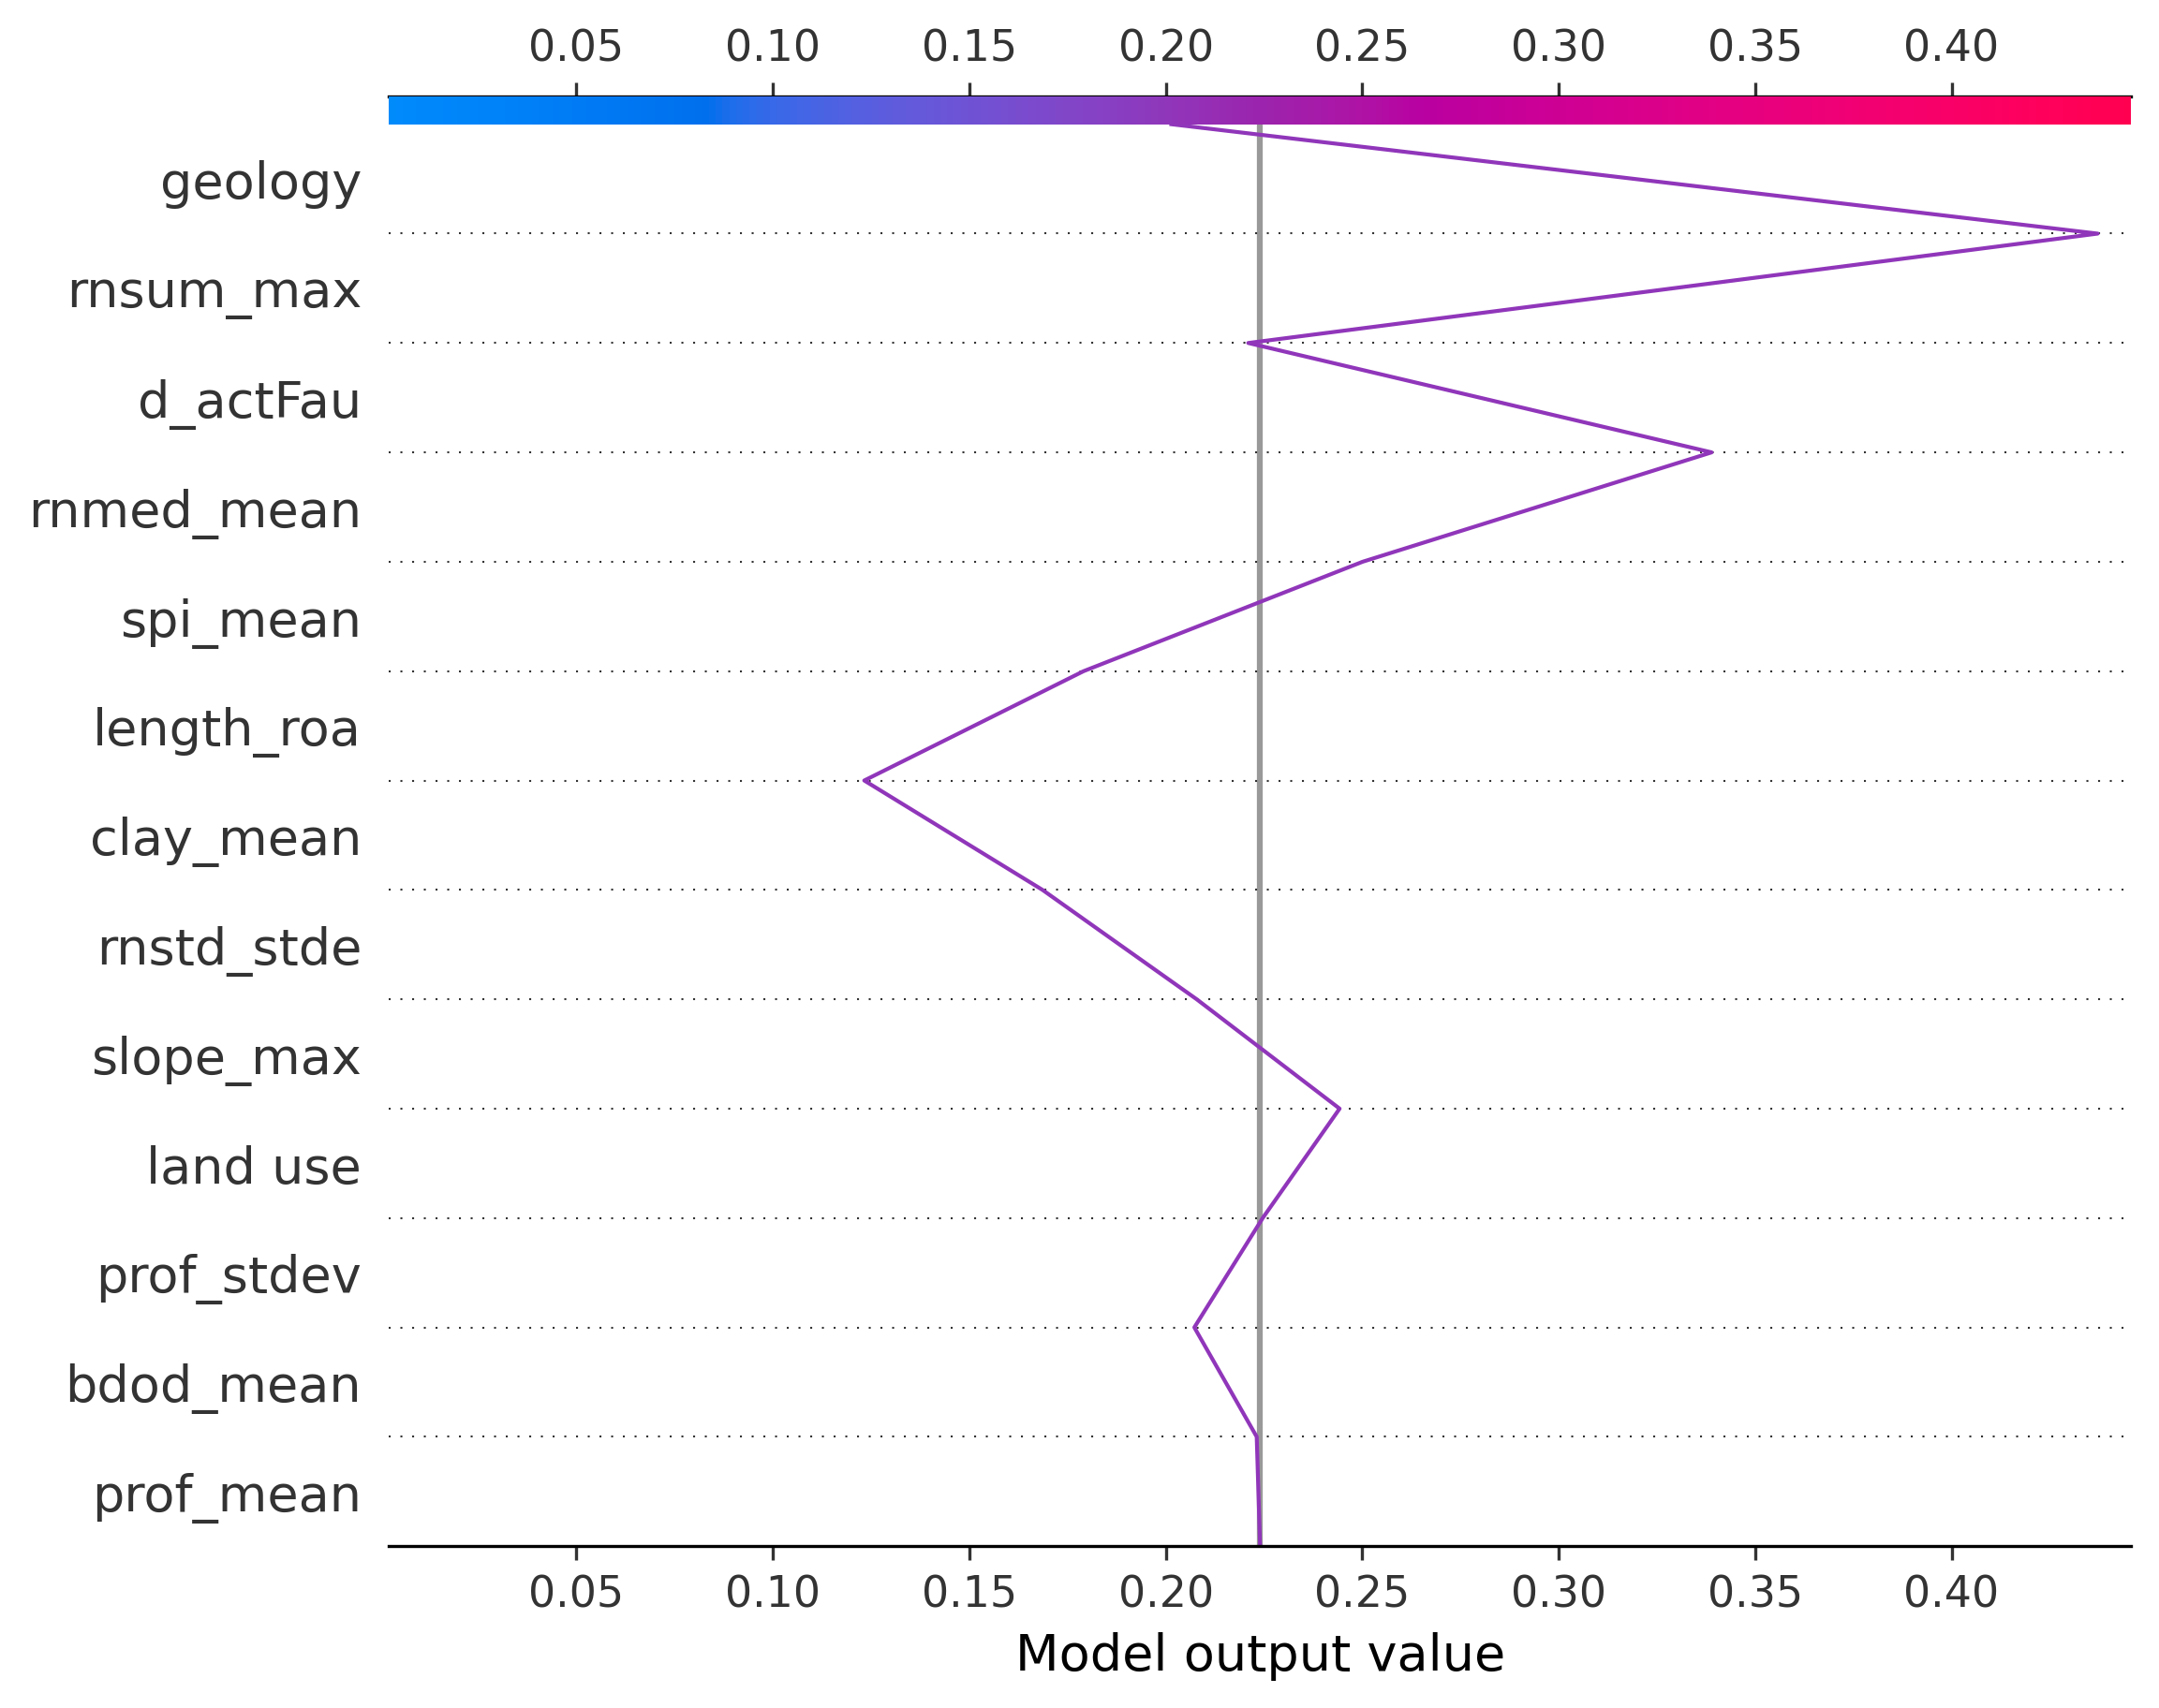 0.05 0.10 0.15 0.20 0.25 0.30 0.35 0.40
geology
rnsum_max
d_actFau
rnmed_mean
spi_mean
length_roa
clay_mean
rnstd_stde
slope_max
land use
prof_stdev
bdod_mean
prof_mean
0.05 0.10 0.15 0.20 0.25 0.30 0.35 0.40
Model output value